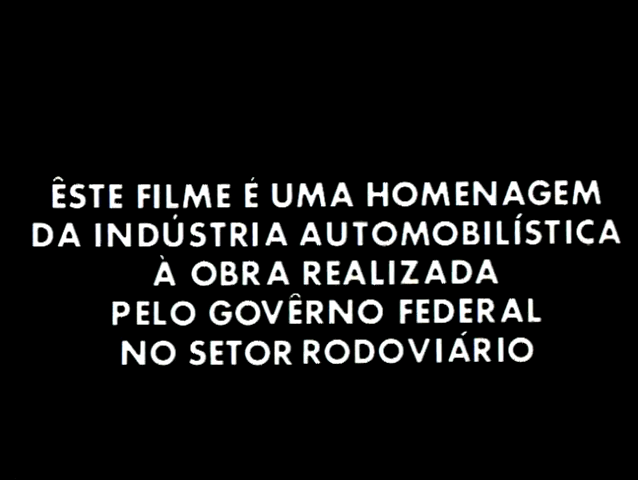 ÊSTE FILME É UMA HOMENAGEM
DA INDÚSTRIA AUTOMOBILÍSTICA
À OBRA REALIZADA
PELO GOVÊRNO FEDERAL
NO SETOR RODOVIÁRIO